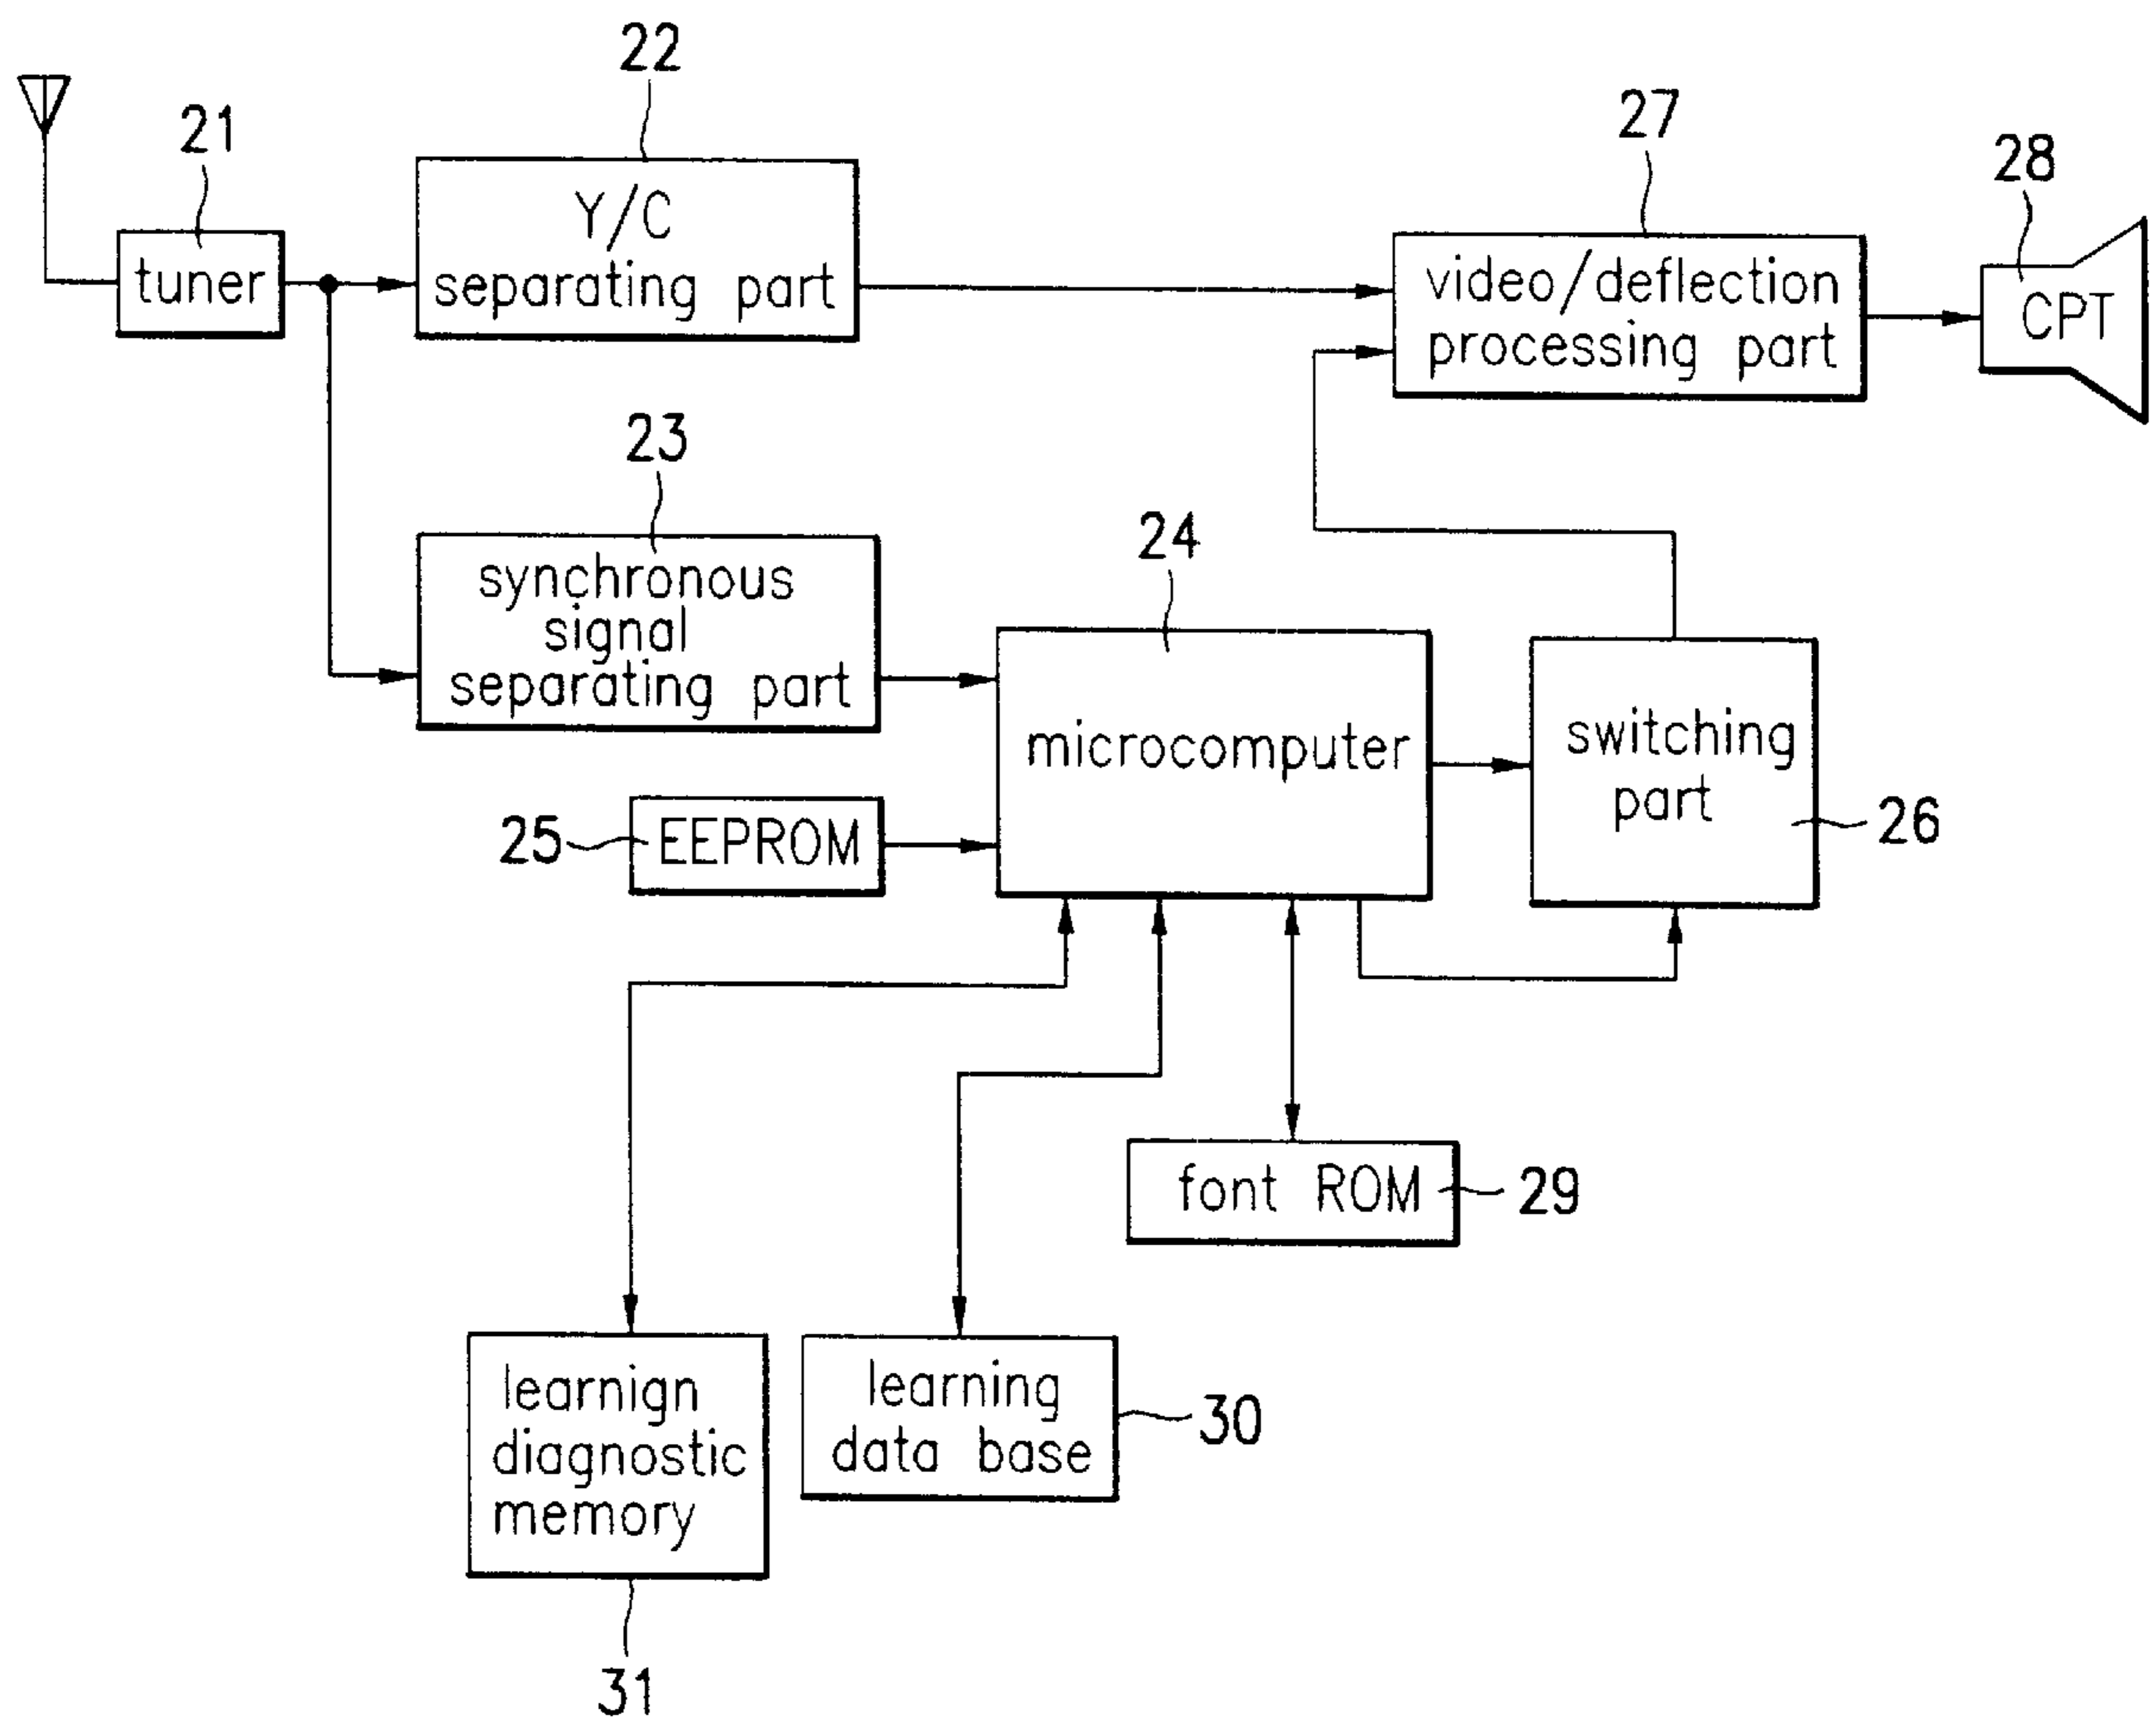 22
21
27
28
Y/C
separating part
tuner
video/deflection
processing part
CPT
23
24
synchronous
signal
separating part
microcomputer
switching
part
25
EEPROM
26
font ROM
29
learnign
diagnostic
memory
learning
data base
30
31